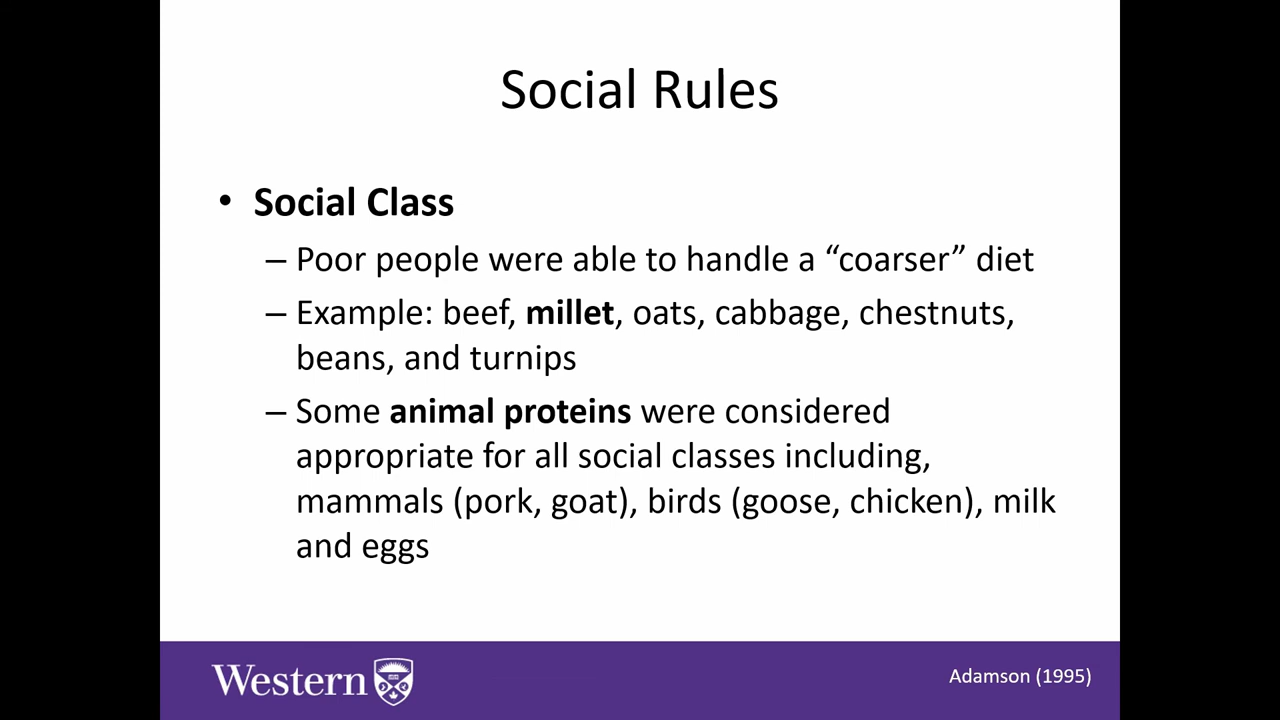 Social Rules
• Social Class
– Poor people were able to handle a “coarser” diet
– Example: beef, millet, oats, cabbage, chestnuts,
beans, and turnips
– Some animal proteins were considered
appropriate for all social classes including,
mammals (pork, goat), birds (goose, chicken), milk
and eggs
Western
Adamson (1995)